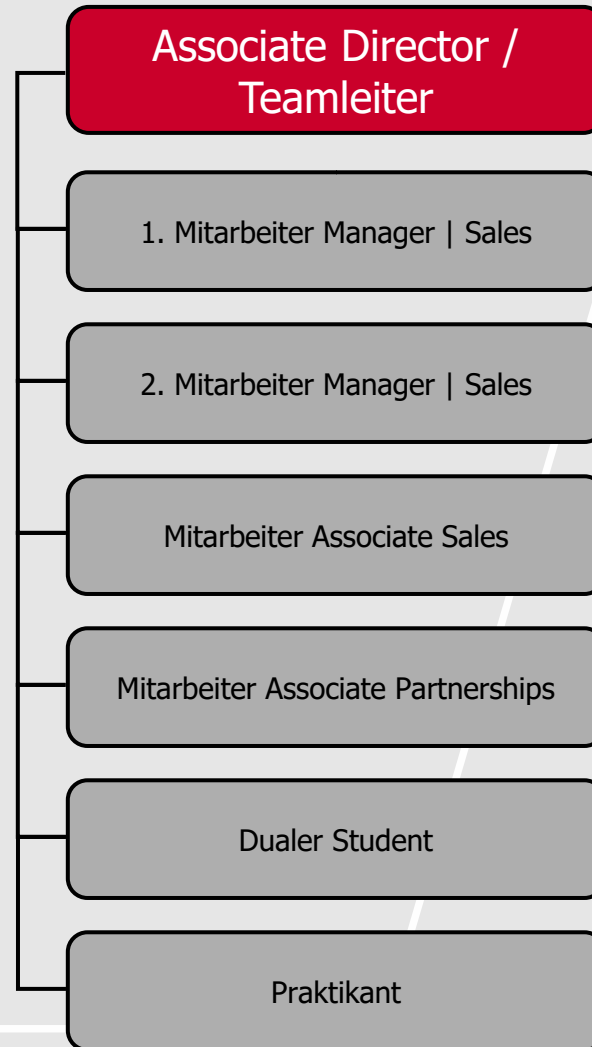 Associate Director /
Teamleiter
1. Mitarbeiter Manager | Sales
2. Mitarbeiter Manager | Sales
Mitarbeiter Associate Sales
Mitarbeiter Associate Partnerships
Dualer Student
Praktikant